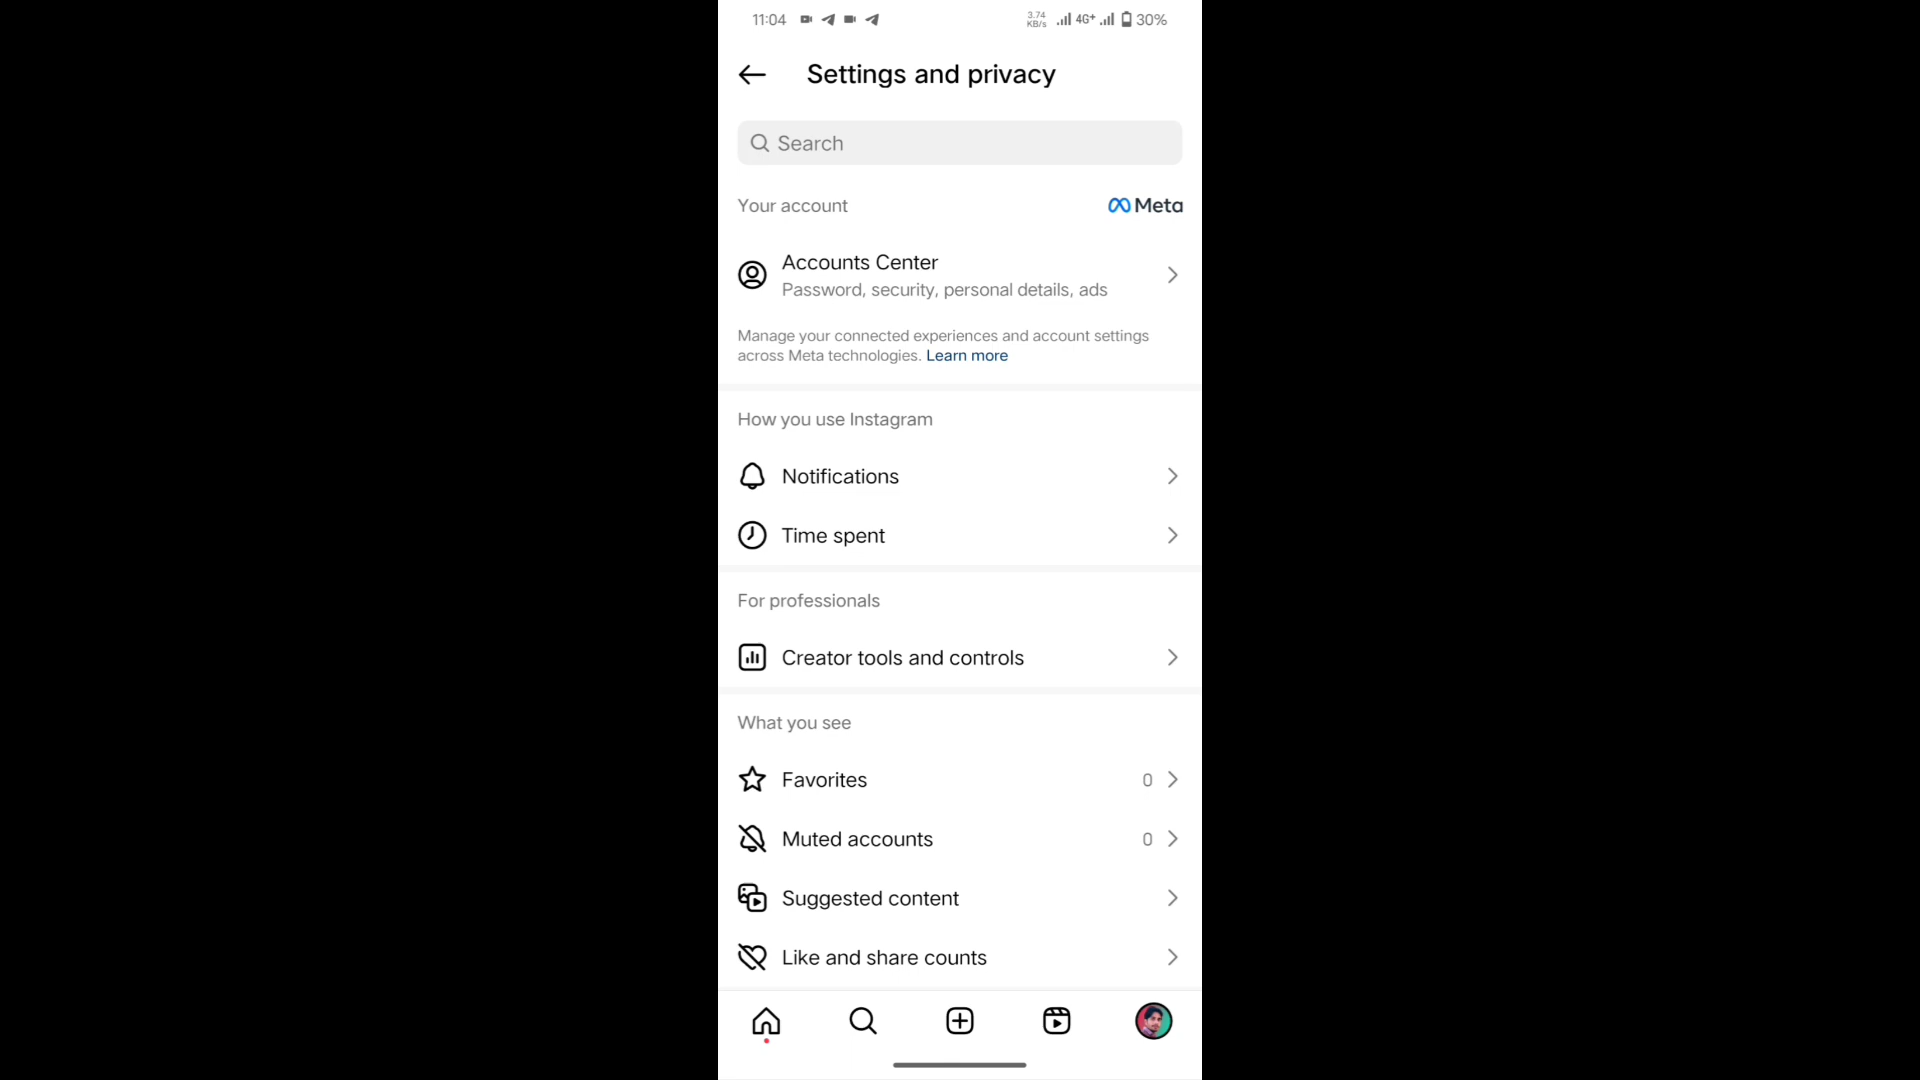 11:04 3.74 KB/s 4G+ 30%
Settings and privacy
Search
Your account Meta
Accounts Center
Password, security, personal details, ads
Manage your connected experiences and account settings
across Meta technologies. Learn more
How you use Instagram
Notifications
Time spent
For professionals
Creator tools and controls
What you see
Favorites 0
Muted accounts 0
Suggested content
Like and share counts